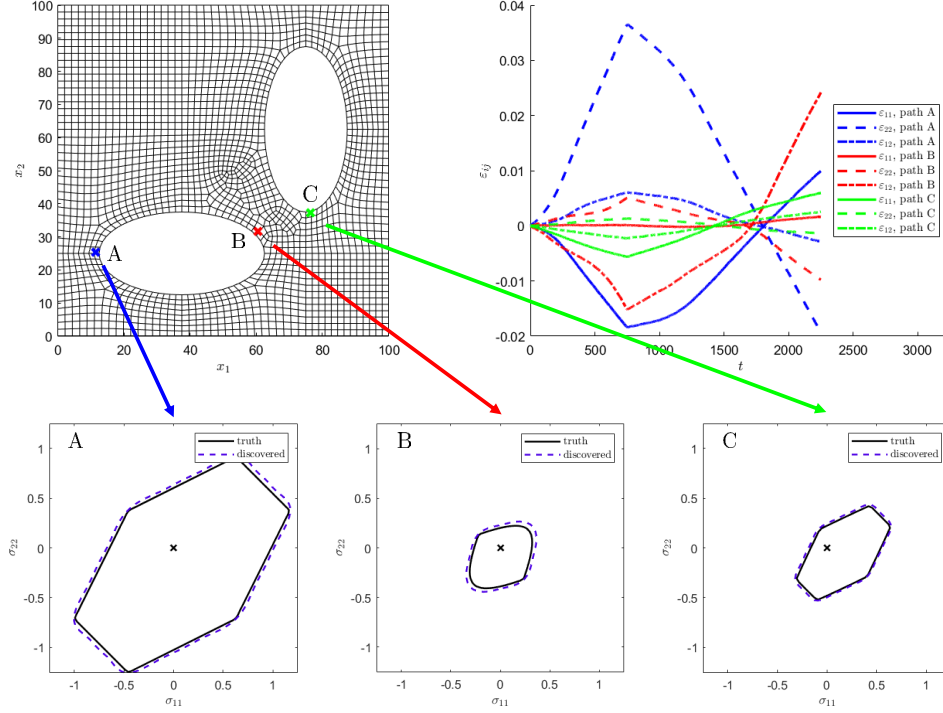 100
90
80
70
60
50
40
30
20
10
0
x₂
A
B
C
0
20
40
60
80
100
x₁
0.04
0.03
0.02
0.01
0
-0.01
-0.02
εᵢⱼ
0
500
1000
1500
2000
2500
3000
t
ε₁₁, path A
ε₂₂, path A
ε₁₂, path A
ε₁₁, path B
ε₂₂, path B
ε₁₂, path B
ε₁₁, path C
ε₂₂, path C
ε₁₂, path C
A
truth
discovered
1
0.5
0
-0.5
-1
σ₂₂
-1
-0.5
0
0.5
1
σ₁₁
B
truth
discovered
1
0.5
0
-0.5
-1
σ₂₂
-1
-0.5
0
0.5
1
σ₁₁
C
truth
discovered
1
0.5
0
-0.5
-1
σ₂₂
-1
-0.5
0
0.5
1
σ₁₁